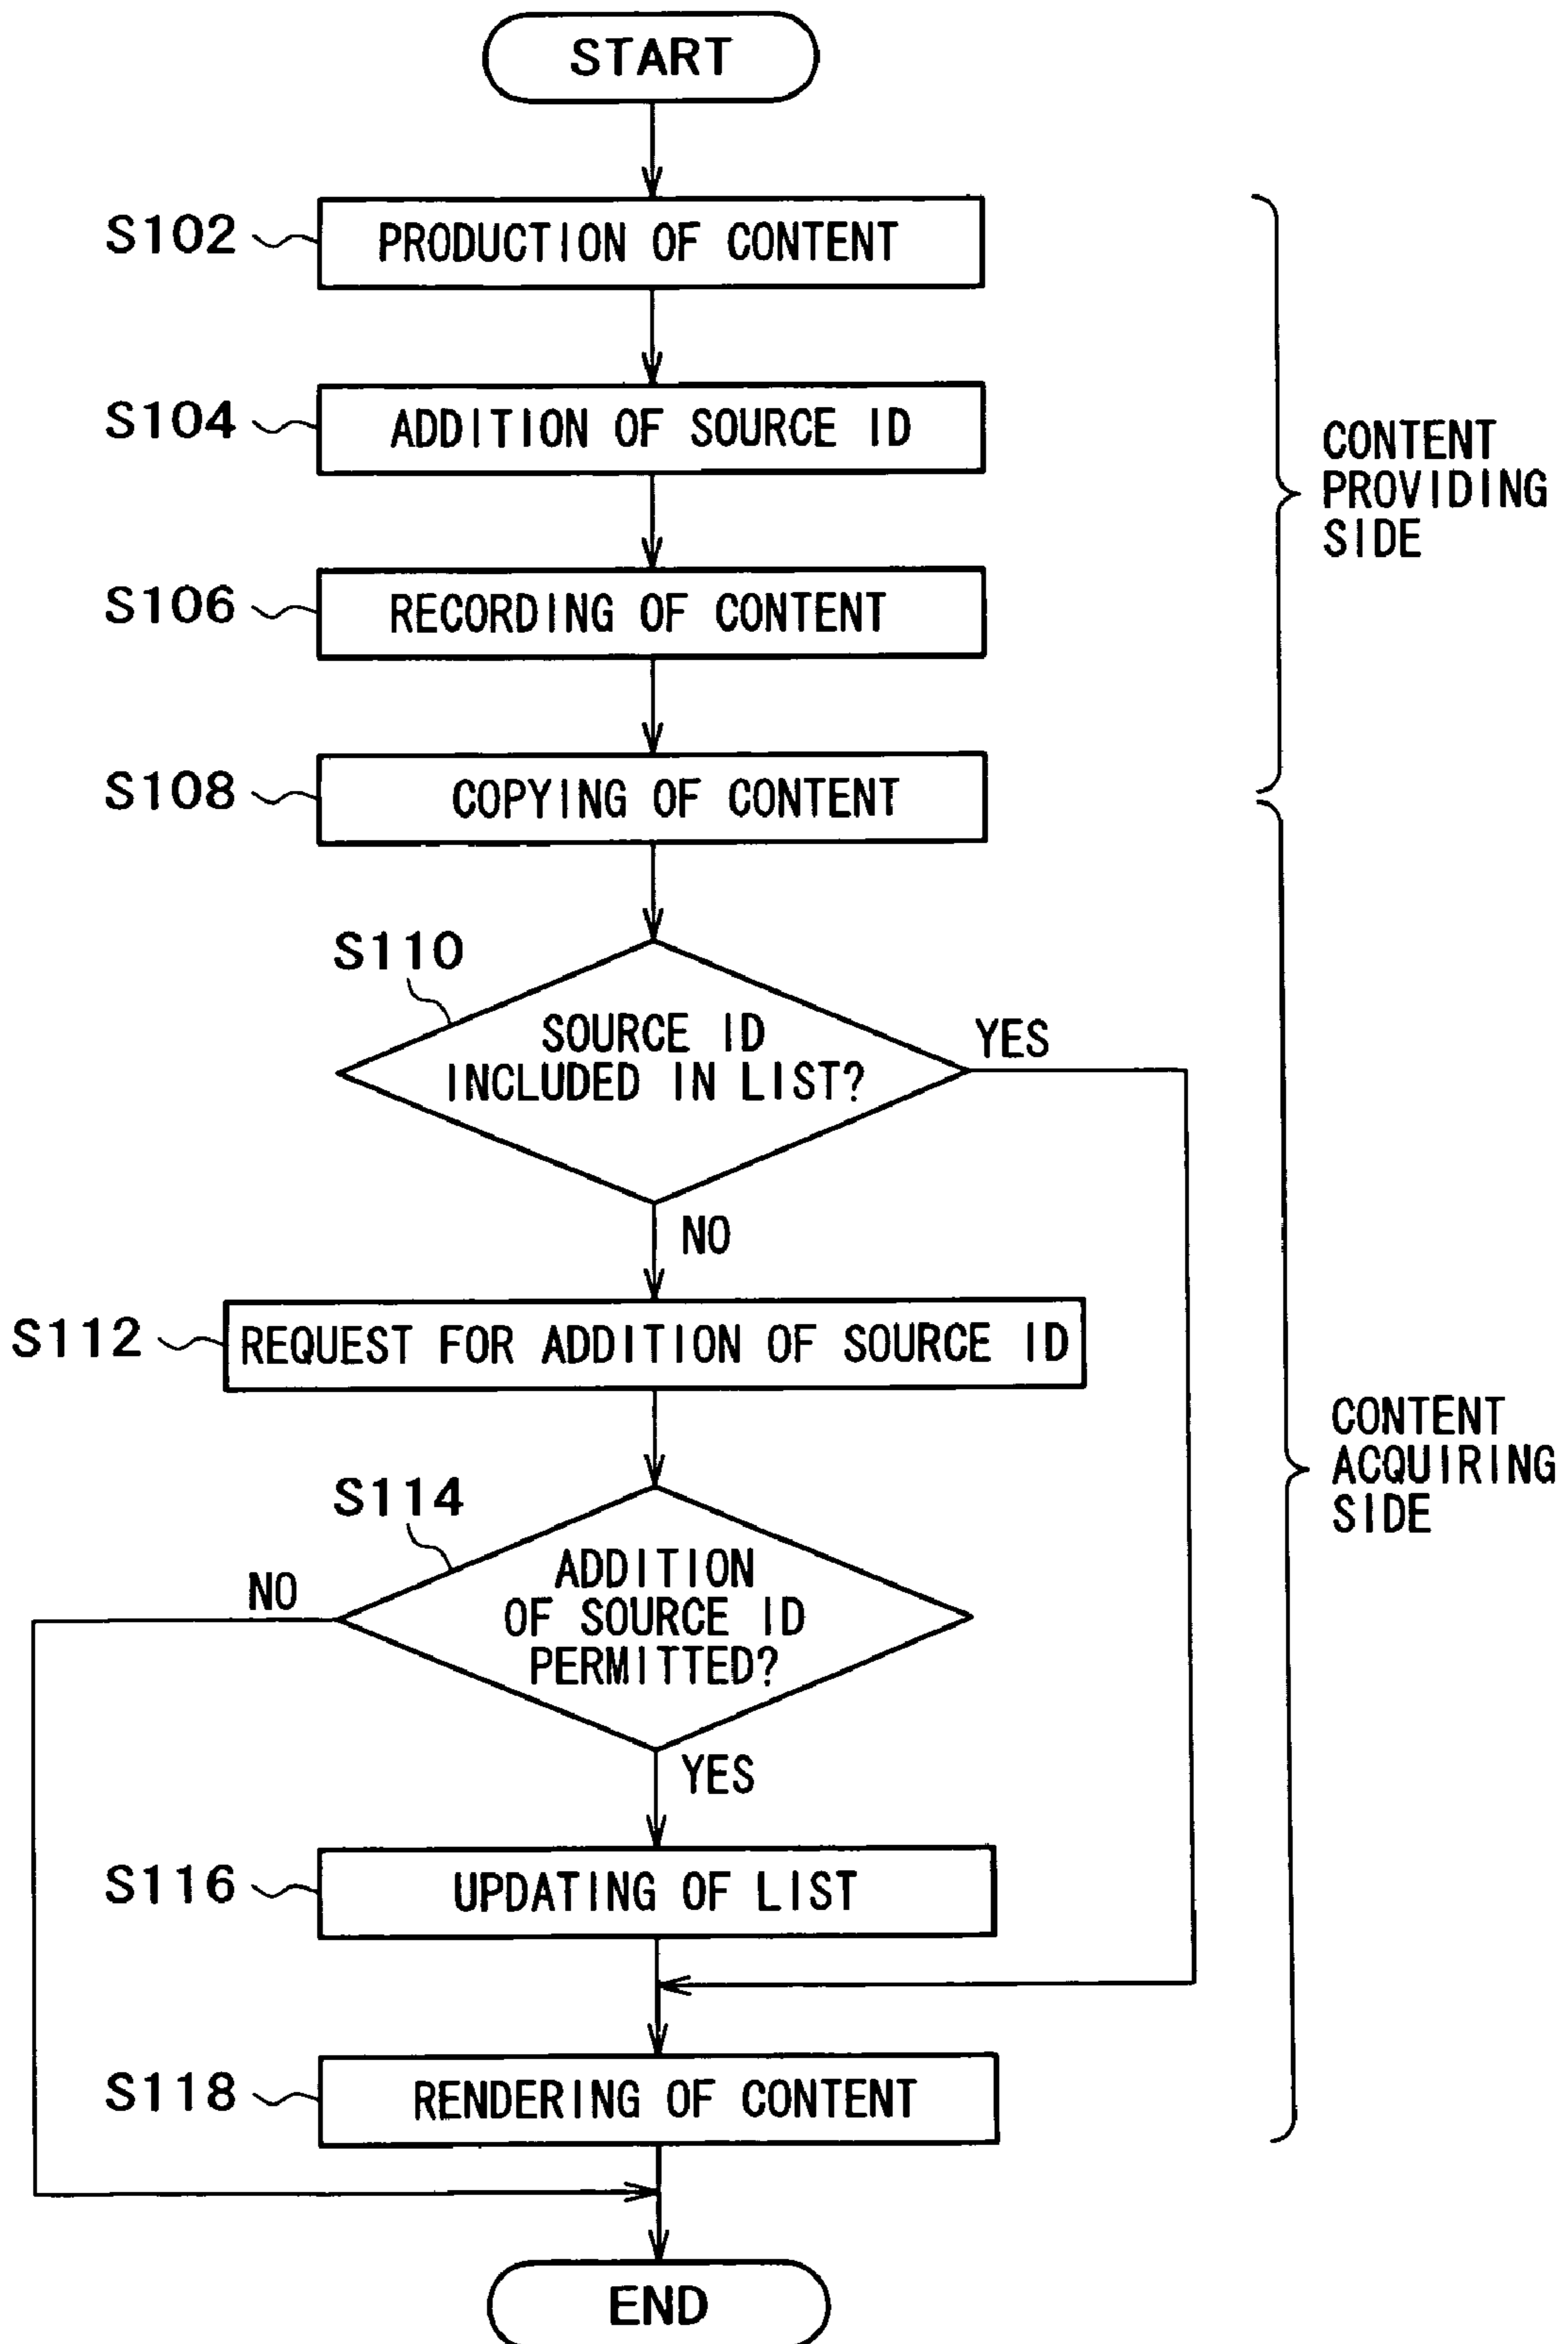 START
S102
PRODUCTION OF CONTENT
S104
ADDITION OF SOURCE ID
CONTENT
PROVIDING
SIDE
S106
RECORDING OF CONTENT
S108
COPYING OF CONTENT
S110
SOURCE ID
INCLUDED IN LIST?
YES
NO
S112
REQUEST FOR ADDITION OF SOURCE ID
CONTENT
ACQUIRING
SIDE
S114
ADDITION
OF SOURCE ID
PERMITTED?
NO
YES
S116
UPDATING OF LIST
S118
RENDERING OF CONTENT
END